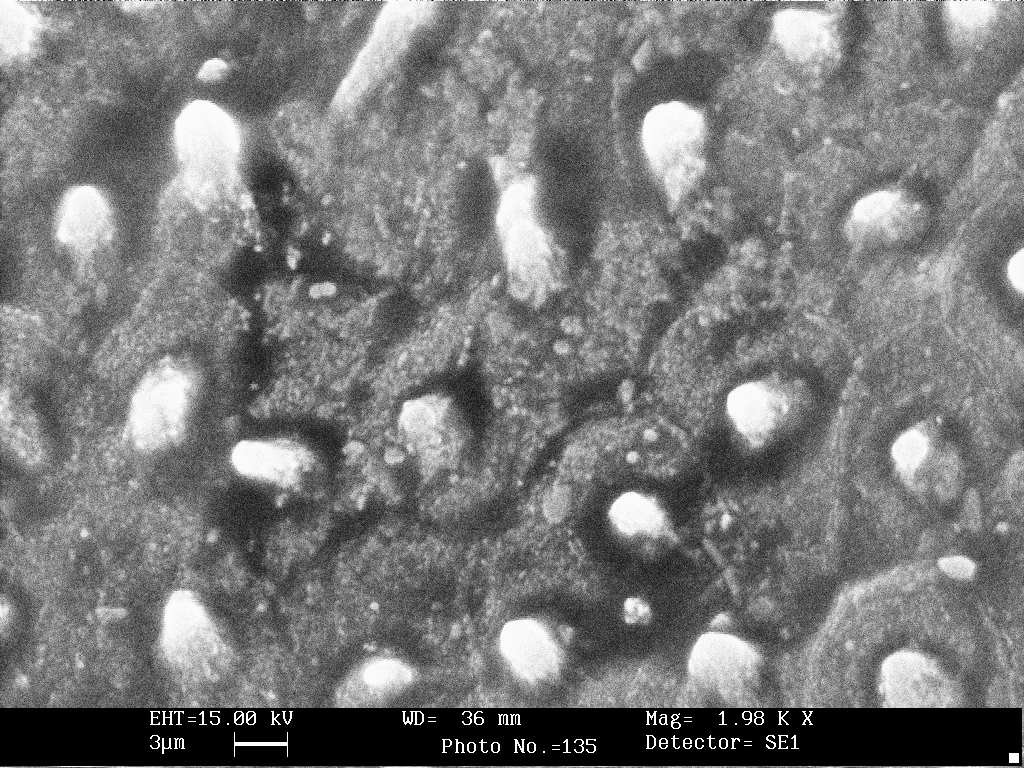 EHT=15.00 kV WD= 36 mm Mag= 1.98 K X
3µm Photo No.=135 Detector= SE1